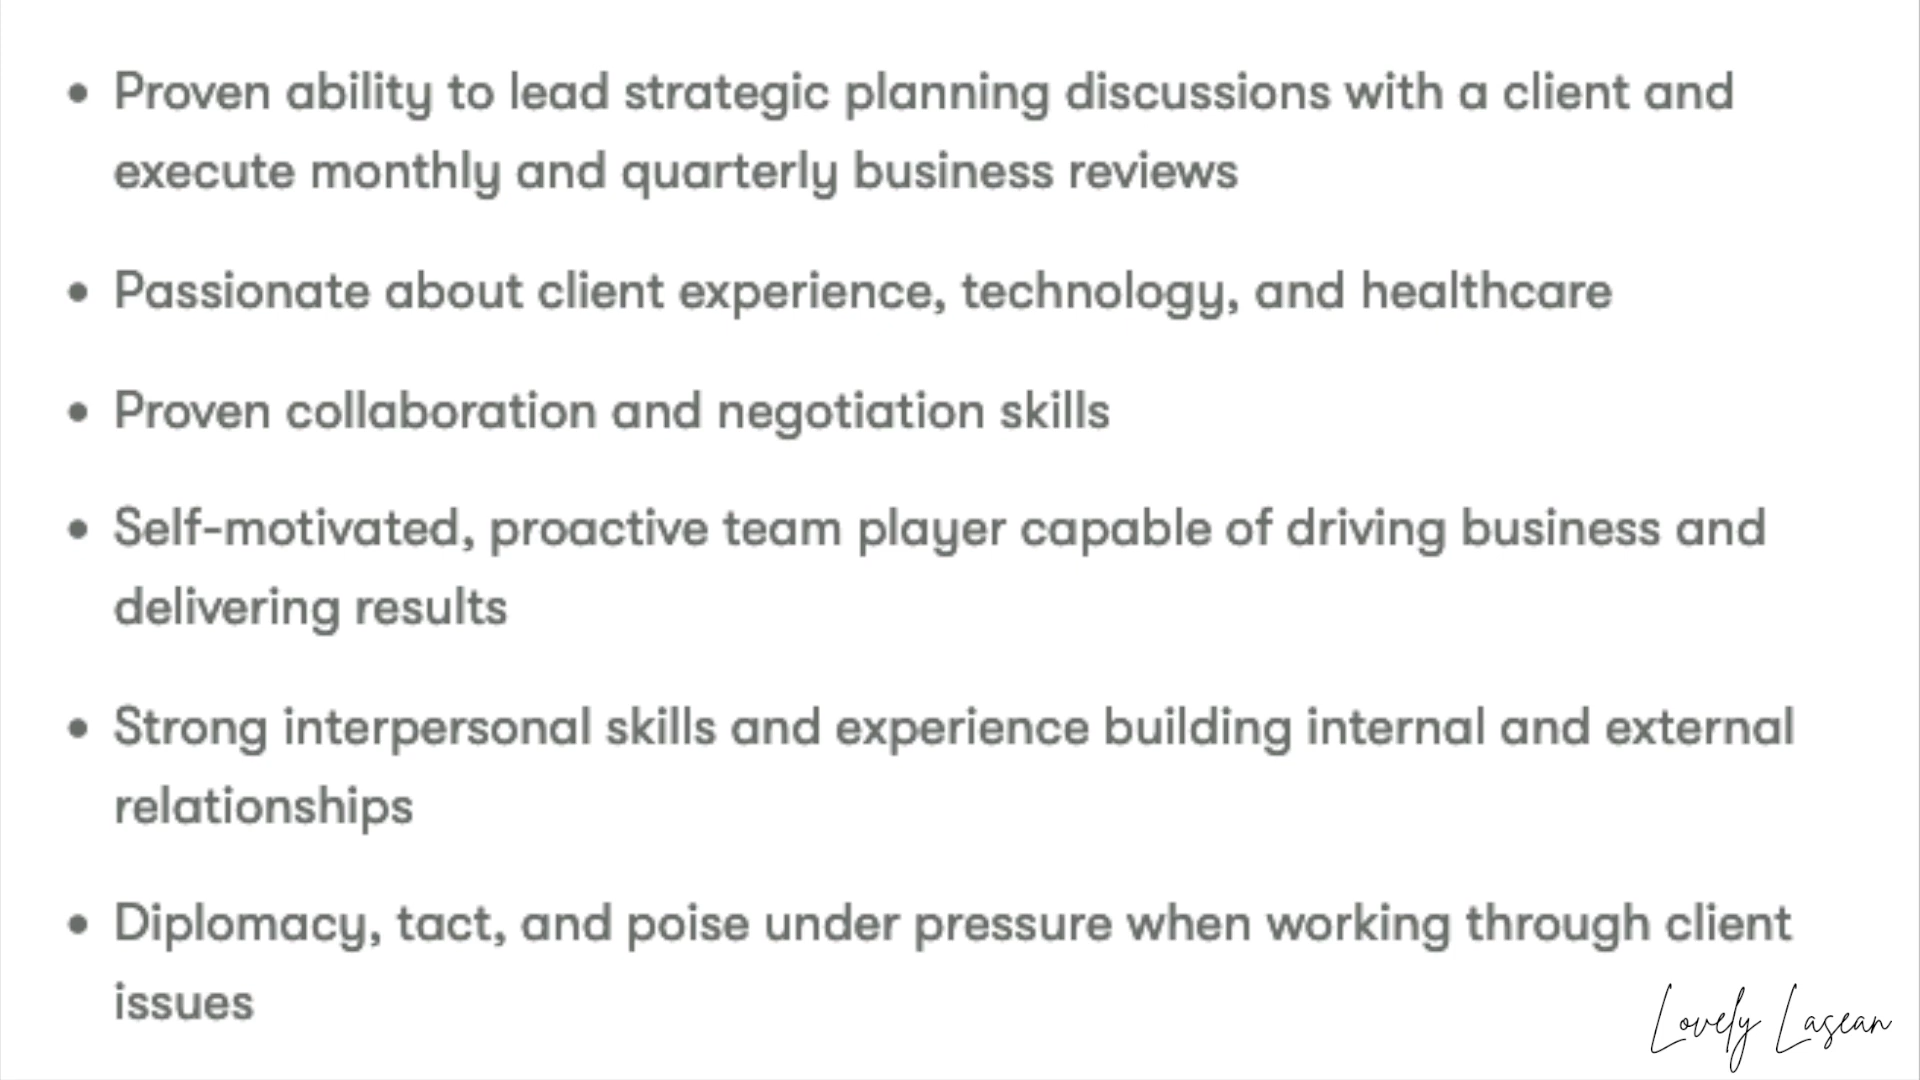 • Proven ability to lead strategic planning discussions with a client and
execute monthly and quarterly business reviews
• Passionate about client experience, technology, and healthcare
• Proven collaboration and negotiation skills
• Self-motivated, proactive team player capable of driving business and
delivering results
• Strong interpersonal skills and experience building internal and external
relationships
• Diplomacy, tact, and poise under pressure when working through client
issues
Lovely Lasean